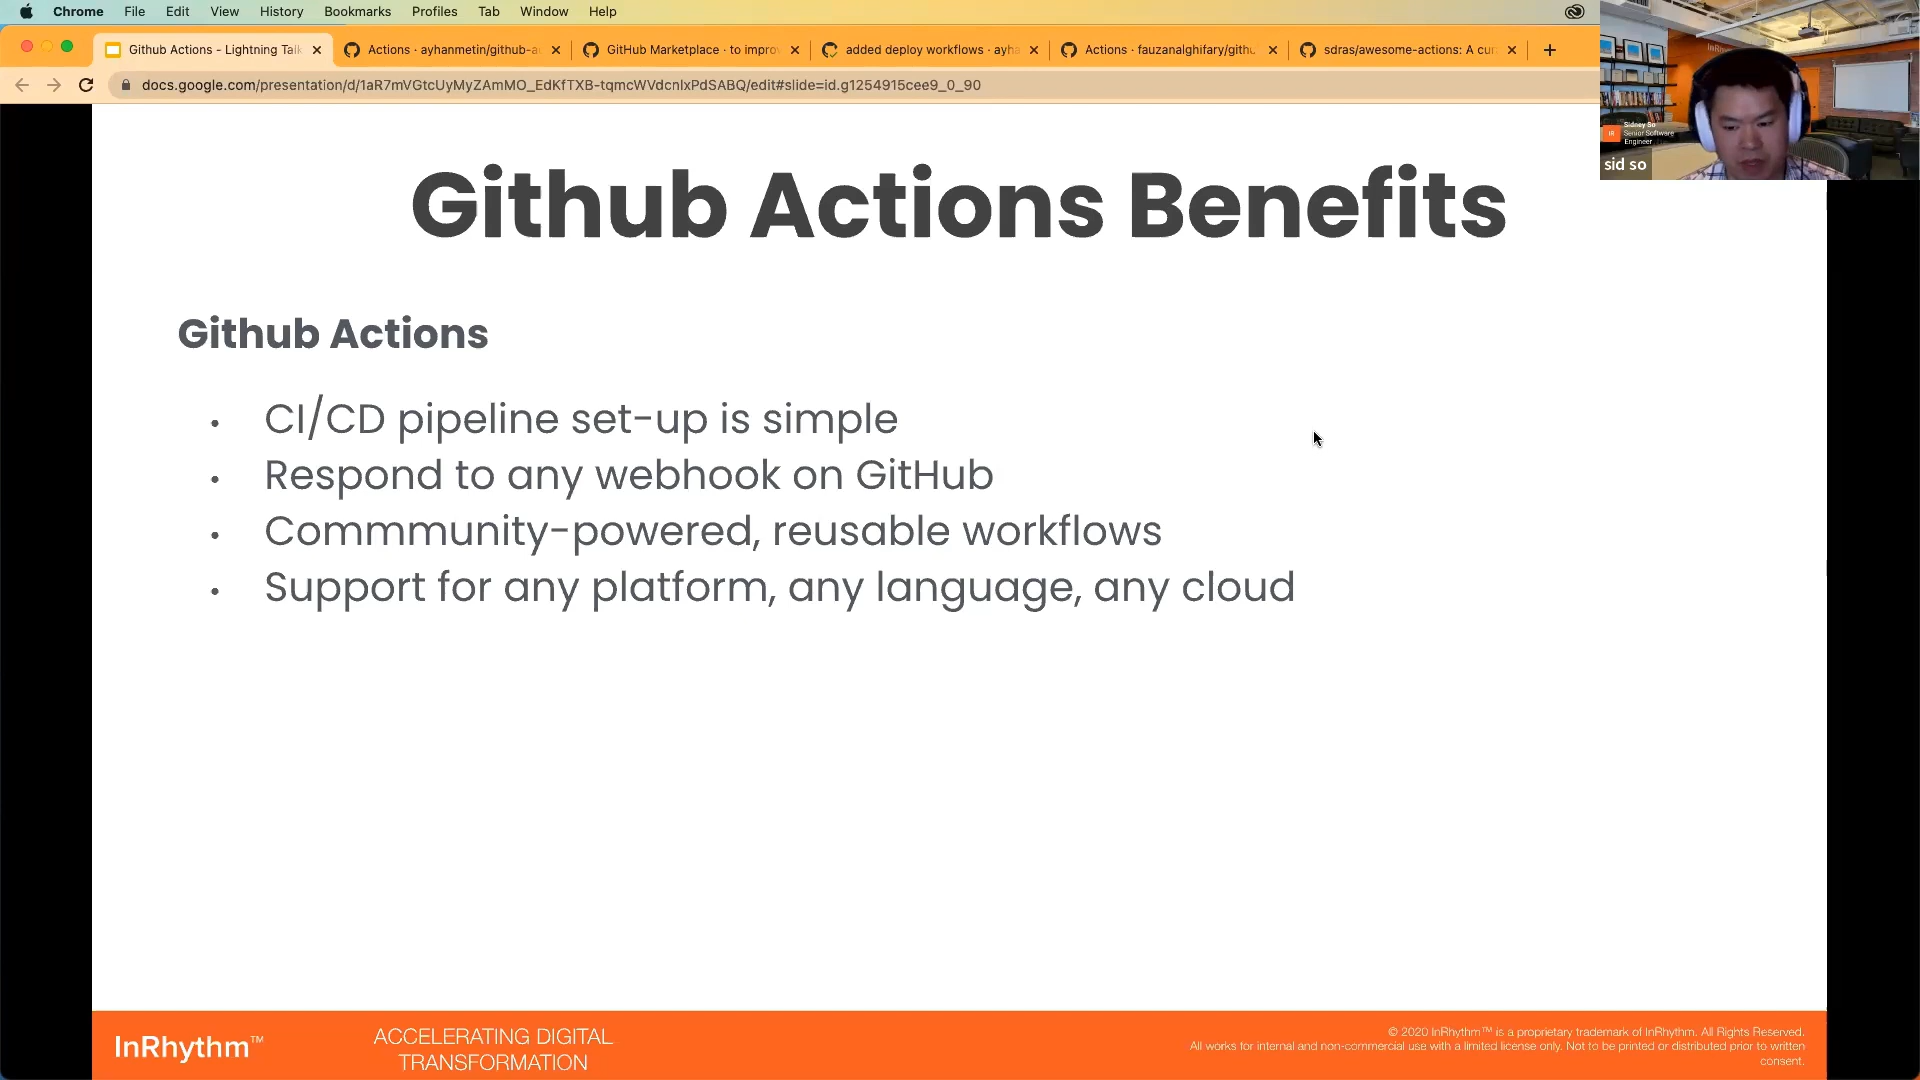 Chrome File Edit View History Bookmarks Profiles Tab Window Help
Github Actions - Lightning Talk
Actions · ayhanmetin/github-a
GitHub Marketplace · to impro
added deploy workflows · ayha
Actions · fauzanalghifary/githu
sdras/awesome-actions: A cur
docs.google.com/presentation/d/1aR7mVGtcUyMyZAmMO_EdKfTXB-tqmcWVdcnlxPdSABQ/edit#slide=id.g1254915cee9_0_90
Sidney So
Senior Software
Engineer
sid so
Github Actions Benefits
Github Actions
• CI/CD pipeline set-up is simple
• Respond to any webhook on GitHub
• Commmunity-powered, reusable workflows
• Support for any platform, any language, any cloud
InRhythm™
ACCELERATING DIGITAL
TRANSFORMATION
© 2020 InRhythm™ is a proprietary trademark of InRhythm. All Rights Reserved.
All works for internal and non-commercial use with a limited license only. Not to be printed or distributed prior to written
consent.